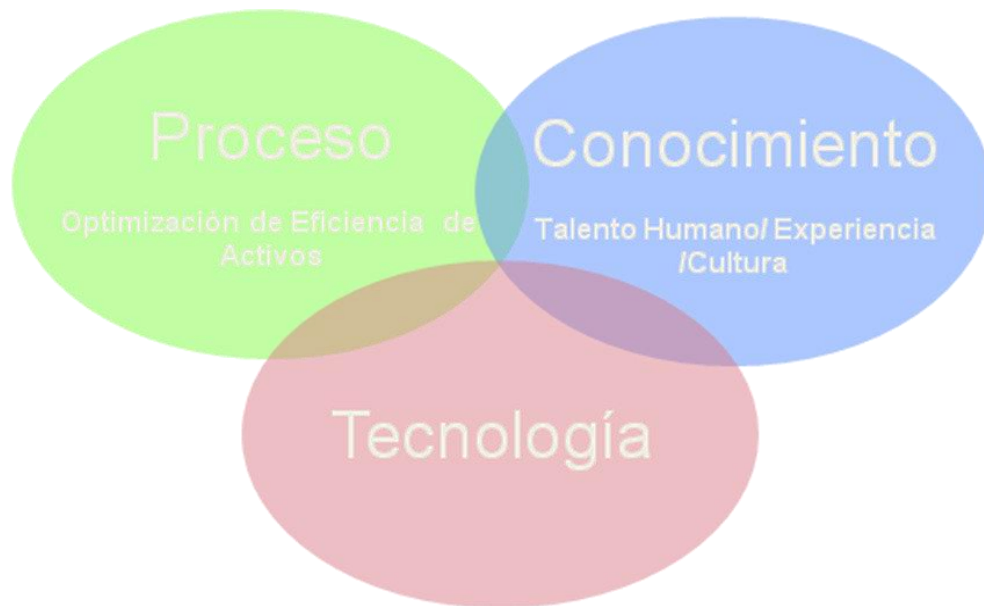 Proceso
Optimización de Eficiencia de
Activos
Conocimiento
Talento Humano/ Experiencia
/Cultura
Tecnología